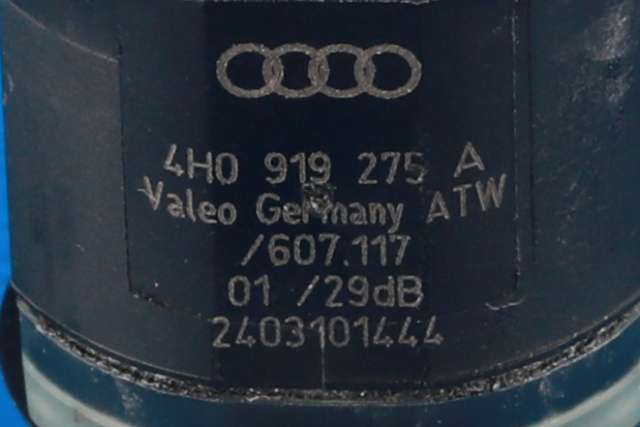 4H0 919 275 A
Valeo Germany ATW
/607.117
01 /29dB
2403101444